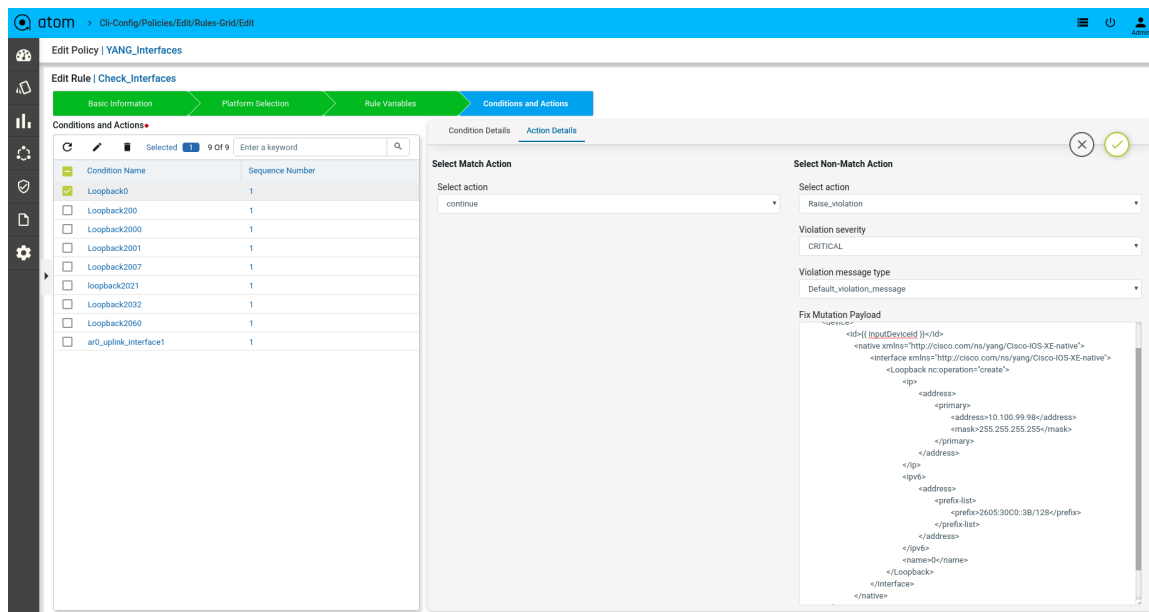 atom > Cli-Config/Policies/Edit/Rules-Grid/Edit
Admin
Edit Policy | YANG_Interfaces
Edit Rule | Check_Interfaces
Basic Information
Platform Selection
Rule Variables
Conditions and Actions
Conditions and Actions
Selected 1 9 Of 9 Enter a keyword
Condition Name Sequence Number
Loopback0 1
Loopback200 1
Loopback2000 1
Loopback2001 1
Loopback2007 1
loopback2021 1
Loopback2032 1
Loopback2060 1
ar0_uplink_interface1 1
Condition Details Action Details
Select Match Action
Select action
continue
Select Non-Match Action
Select action
Raise_violation
Violation severity
CRITICAL
Violation message type
Default_violation_message
Fix Mutation Payload
<device>
<id>{{ inputDeviceId }}</id>
<native xmlns="http://cisco.com/ns/yang/Cisco-IOS-XE-native">
<interface xmlns="http://cisco.com/ns/yang/Cisco-IOS-XE-native">
<Loopback nc:operation="create">
<ip>
<address>
<primary>
<address>10.100.99.98</address>
<mask>255.255.255.255</mask>
</primary>
</address>
</ip>
<ipv6>
<address>
<prefix-list>
<prefix>2605:30C0::3B/128</prefix>
</prefix-list>
</address>
</ipv6>
<name>0</name>
</Loopback>
</interface>
</native>